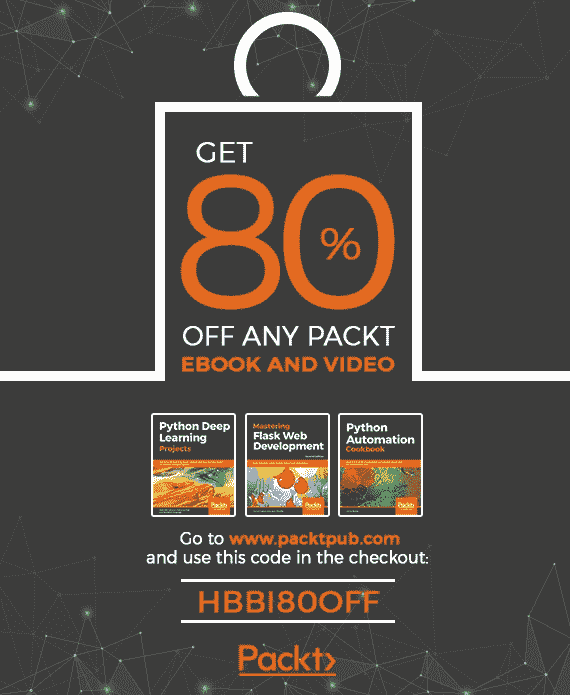 GET
80%
OFF ANY PACKT
EBOOK AND VIDEO
Python Deep
Learning
Projects
Mastering
Flask Web
Development
Python
Automation
Cookbook
Go to www.packtpub.com
and use this code in the checkout:
HBBI80OFF
Packt>